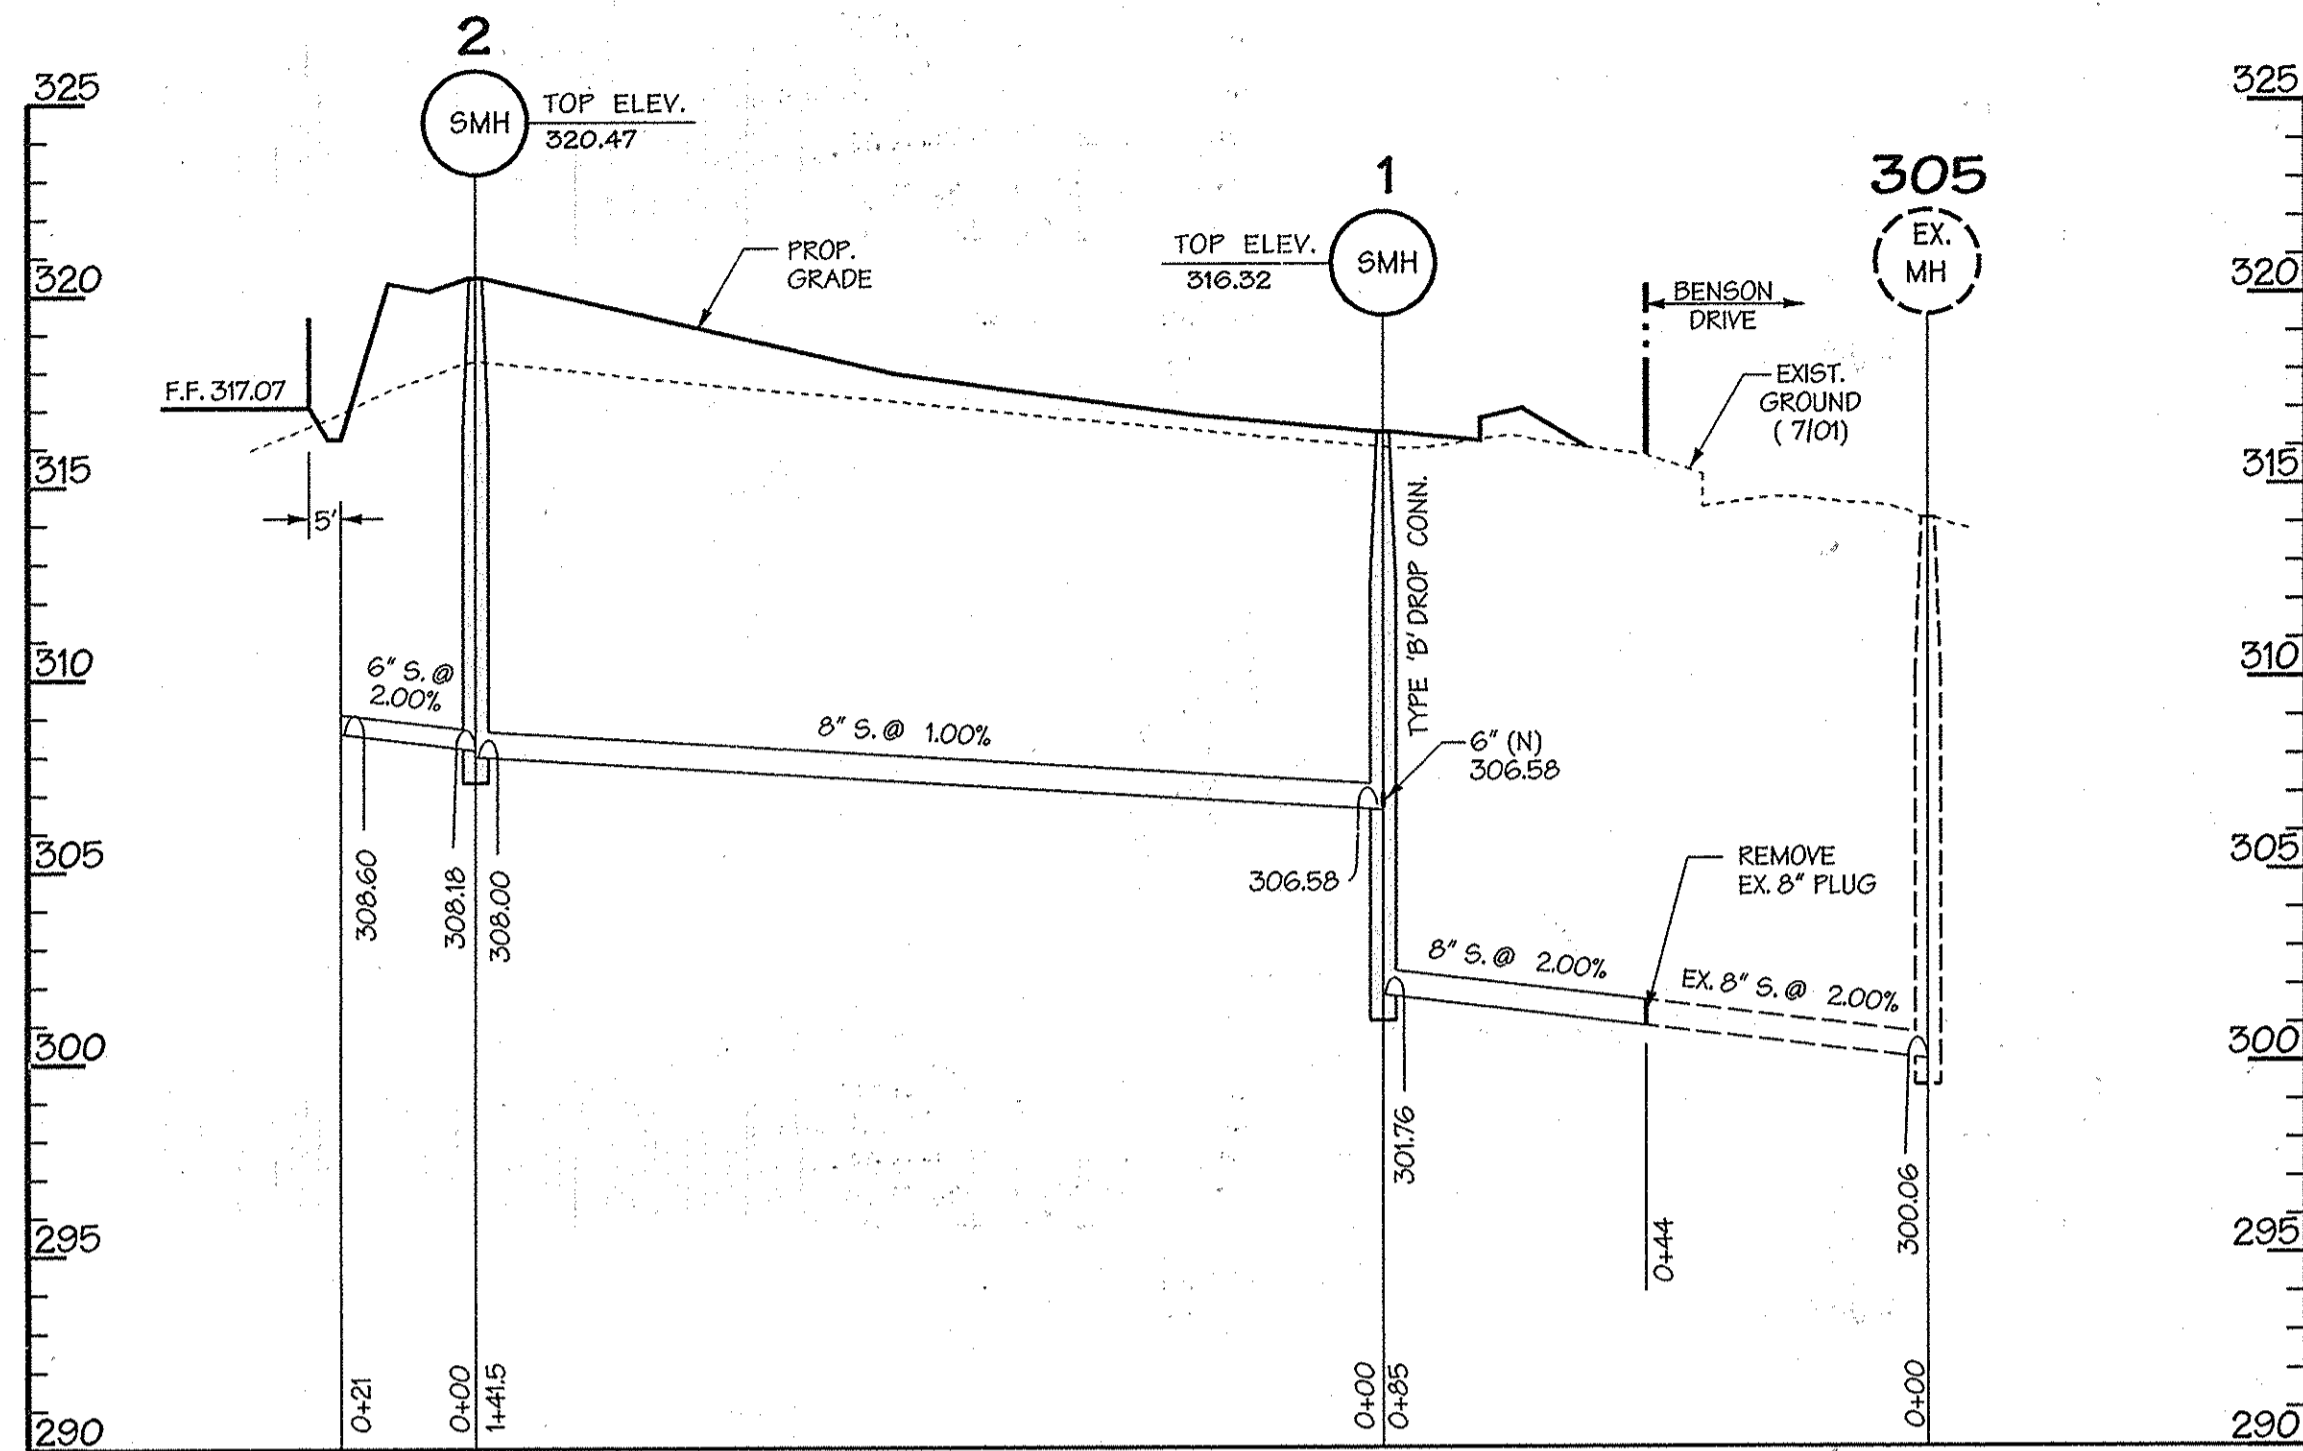 2
325
325
SMH
TOP ELEV.
320.47
1
305
TOP ELEV.
316.32
SMH
EX.
MH
PROP.
GRADE
320
320
BENSON
DRIVE
F.F. 317.07
EXIST.
GROUND
( 7/01)
315
315
5'
TYPE 'B' DROP CONN.
310
310
6" S. @
2.00%
8" S. @ 1.00%
6" (N)
306.58
305
305
308.60
308.18
308.00
306.58
REMOVE
EX. 8" PLUG
8" S. @ 2.00%
EX. 8" S. @ 2.00%
300
300
301.76
300.06
295
295
0+44
0+21
0+00
1+41.5
0+00
0+85
0+00
290
290